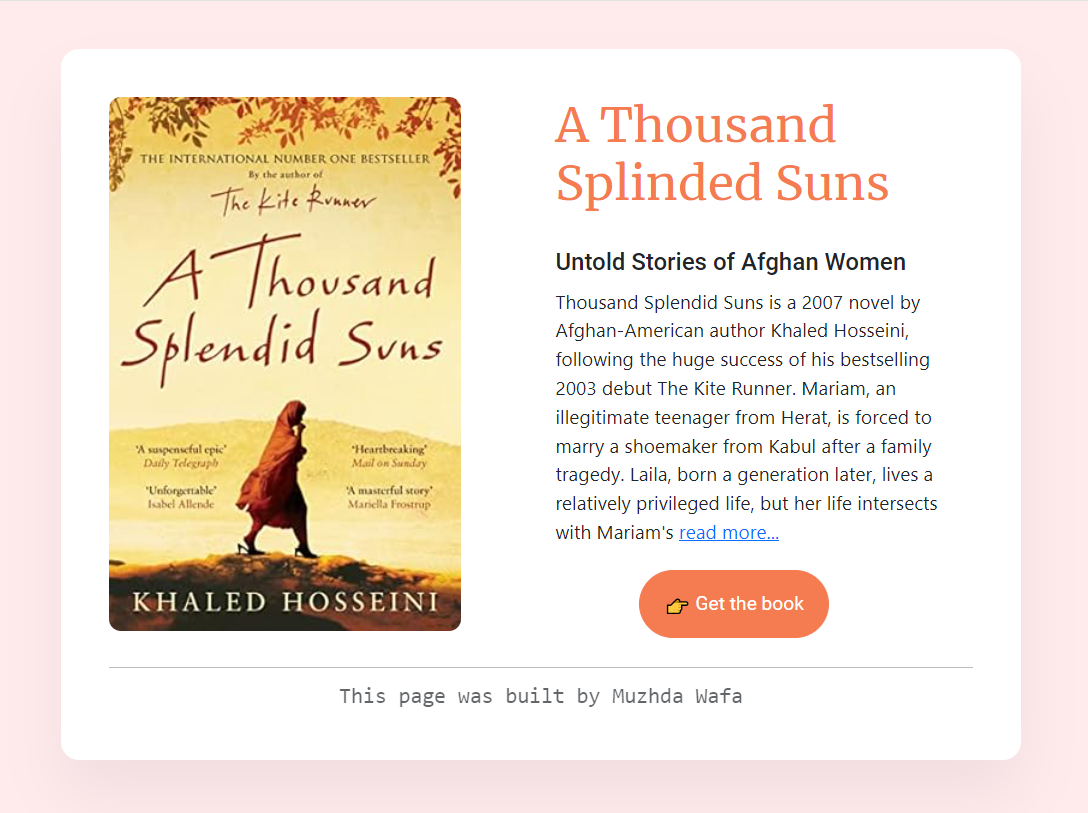 THE INTERNATIONAL NUMBER ONE BESTSELLER
By the author of
The Kite Runner
A Thousand
Splendid Suns
'A suspenseful epic'
Daily Telegraph
'Heartbreaking'
Mail on Sunday
'Unforgettable'
Isabel Allende
'A masterful story'
Mariella Frostrup
KHALED HOSSEINI
A Thousand
Splinded Suns
Untold Stories of Afghan Women
Thousand Splendid Suns is a 2007 novel by
Afghan-American author Khaled Hosseini,
following the huge success of his bestselling
2003 debut The Kite Runner. Mariam, an
illegitimate teenager from Herat, is forced to
marry a shoemaker from Kabul after a family
tragedy. Laila, born a generation later, lives a
relatively privileged life, but her life intersects
with Mariam's read more...
👉 Get the book
This page was built by Muzhda Wafa